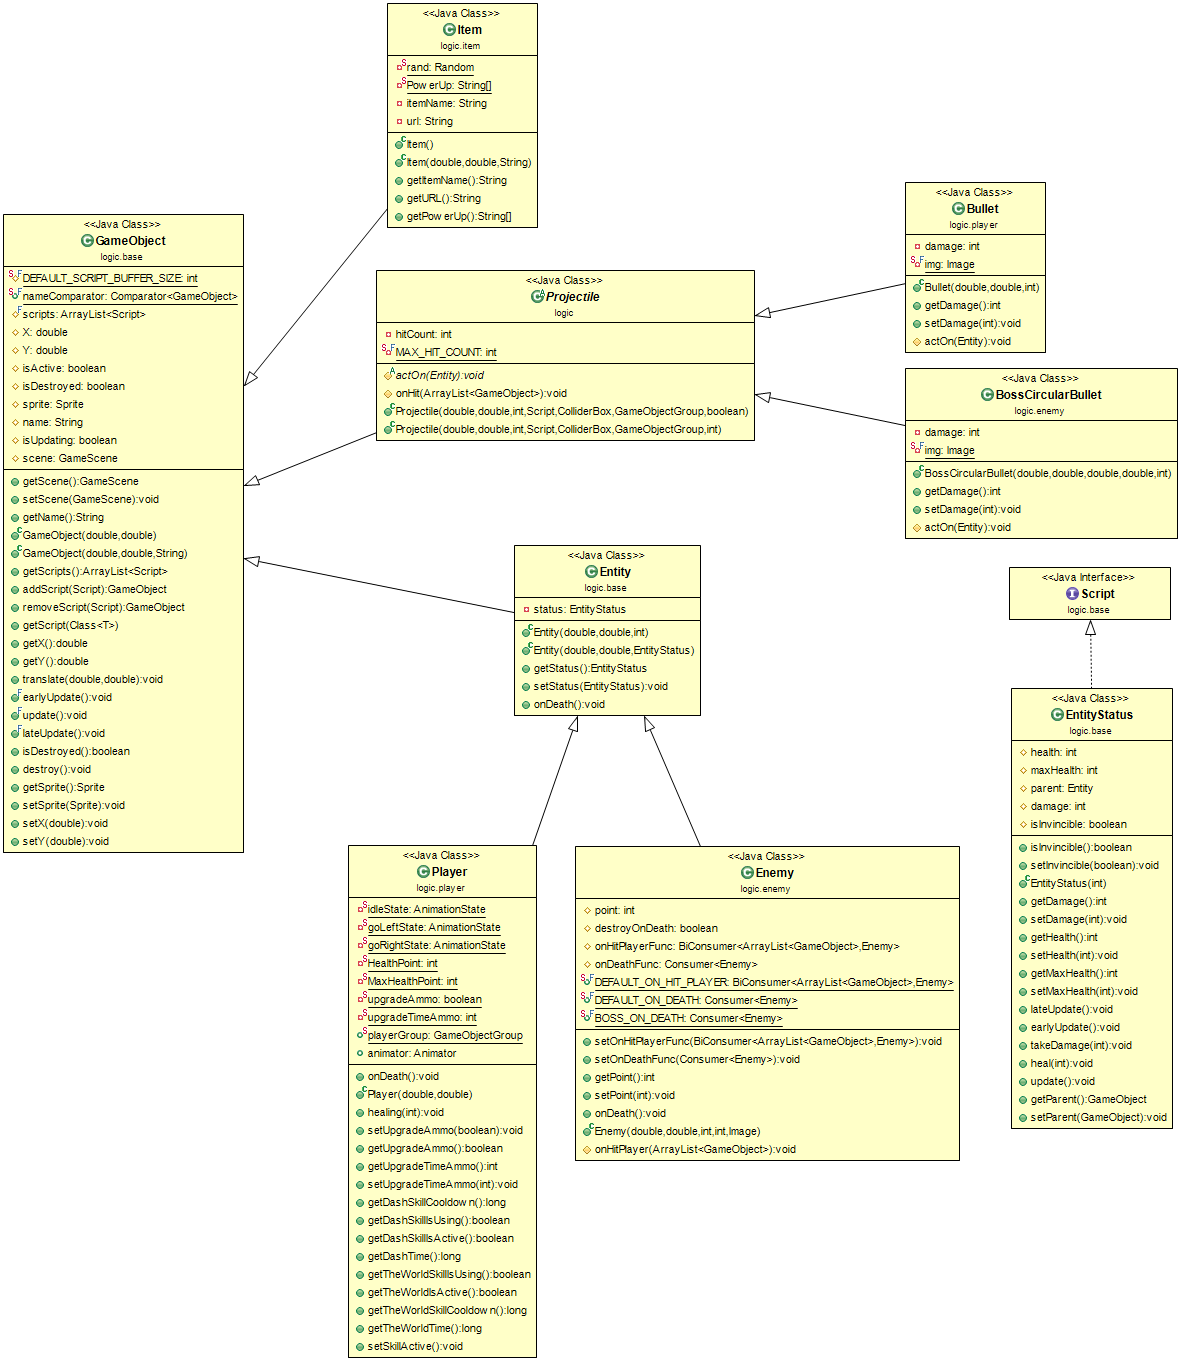 <<Java Class>>
Item
logic.item
rand: Random
PowerUp: String[]
itemName: String
url: String
Item()
Item(double,double,String)
getItemName():String
getURL():String
getPowerUp():String[]
<<Java Class>>
GameObject
logic.base
DEFAULT_SCRIPT_BUFFER_SIZE: int
nameComparator: Comparator<GameObject>
scripts: ArrayList<Script>
X: double
Y: double
isActive: boolean
isDestroyed: boolean
sprite: Sprite
name: String
isUpdating: boolean
scene: GameScene
getScene():GameScene
setScene(GameScene):void
getName():String
GameObject(double,double)
GameObject(double,double,String)
getScripts():ArrayList<Script>
addScript(Script):GameObject
removeScript(Script):GameObject
getScript(Class<T>)
getX():double
getY():double
translate(double,double):void
earlyUpdate():void
update():void
lateUpdate():void
isDestroyed():boolean
destroy():void
getSprite():Sprite
setSprite(Sprite):void
setX(double):void
setY(double):void
<<Java Class>>
Projectile
logic
hitCount: int
MAX_HIT_COUNT: int
actOn(Entity):void
onHit(ArrayList<GameObject>):void
Projectile(double,double,int,Script,ColliderBox,GameObjectGroup,boolean)
Projectile(double,double,int,Script,ColliderBox,GameObjectGroup,int)
<<Java Class>>
Bullet
logic.player
damage: int
img: Image
Bullet(double,double,int)
getDamage():int
setDamage(int):void
actOn(Entity):void
<<Java Class>>
BossCircularBullet
logic.enemy
damage: int
img: Image
BossCircularBullet(double,double,double,double,int)
getDamage():int
setDamage(int):void
actOn(Entity):void
<<Java Class>>
Entity
logic.base
status: EntityStatus
Entity(double,double,int)
Entity(double,double,EntityStatus)
getStatus():EntityStatus
setStatus(EntityStatus):void
onDeath():void
<<Java Interface>>
Script
logic.base
<<Java Class>>
EntityStatus
logic.base
health: int
maxHealth: int
parent: Entity
damage: int
isInvincible: boolean
isInvincible():boolean
setInvincible(boolean):void
EntityStatus(int)
getDamage():int
setDamage(int):void
getHealth():int
setHealth(int):void
getMaxHealth():int
setMaxHealth(int):void
lateUpdate():void
earlyUpdate():void
takeDamage(int):void
heal(int):void
update():void
getParent():GameObject
setParent(GameObject):void
<<Java Class>>
Player
logic.player
idleState: AnimationState
goLeftState: AnimationState
goRightState: AnimationState
HealthPoint: int
MaxHealthPoint: int
upgradeAmmo: boolean
upgradeTimeAmmo: int
playerGroup: GameObjectGroup
animator: Animator
onDeath():void
Player(double,double)
healing(int):void
setUpgradeAmmo(boolean):void
getUpgradeAmmo():boolean
getUpgradeTimeAmmo():int
setUpgradeTimeAmmo(int):void
getDashSkillCooldown():long
getDashSkillIsUsing():boolean
getDashSkillIsActive():boolean
getDashTime():long
getTheWorldSkillIsUsing():boolean
getTheWorldIsActive():boolean
getTheWorldSkillCooldown():long
getTheWorldTime():long
setSkillActive():void
<<Java Class>>
Enemy
logic.enemy
point: int
destroyOnDeath: boolean
onHitPlayerFunc: BiConsumer<ArrayList<GameObject>,Enemy>
onDeathFunc: Consumer<Enemy>
DEFAULT_ON_HIT_PLAYER: BiConsumer<ArrayList<GameObject>,Enemy>
DEFAULT_ON_DEATH: Consumer<Enemy>
BOSS_ON_DEATH: Consumer<Enemy>
setOnHitPlayerFunc(BiConsumer<ArrayList<GameObject>,Enemy>):void
setOnDeathFunc(Consumer<Enemy>):void
getPoint():int
setPoint(int):void
onDeath():void
Enemy(double,double,int,int,Image)
onHitPlayer(ArrayList<GameObject>):void